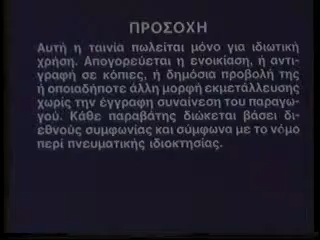 ΠΡΟΣΟΧΗ
Αυτή η ταινία πωλείται μόνο για ιδιωτική
χρήση. Απογορεύεται η ενοικίαση, ή αντι-
γραφή σε κόπιες, ή δημόσια προβολή της
ή οποιαδήποτε άλλη μορφή εκμετάλλευσης
χωρίς την έγγραφη συναίνεση του παραγω-
γού. Κάθε παραβάτης διώκεται βάσει δι-
εθνούς συμφωνίας και σύμφωνα με το νόμο
περί πνευματικής ιδιοκτησίας.